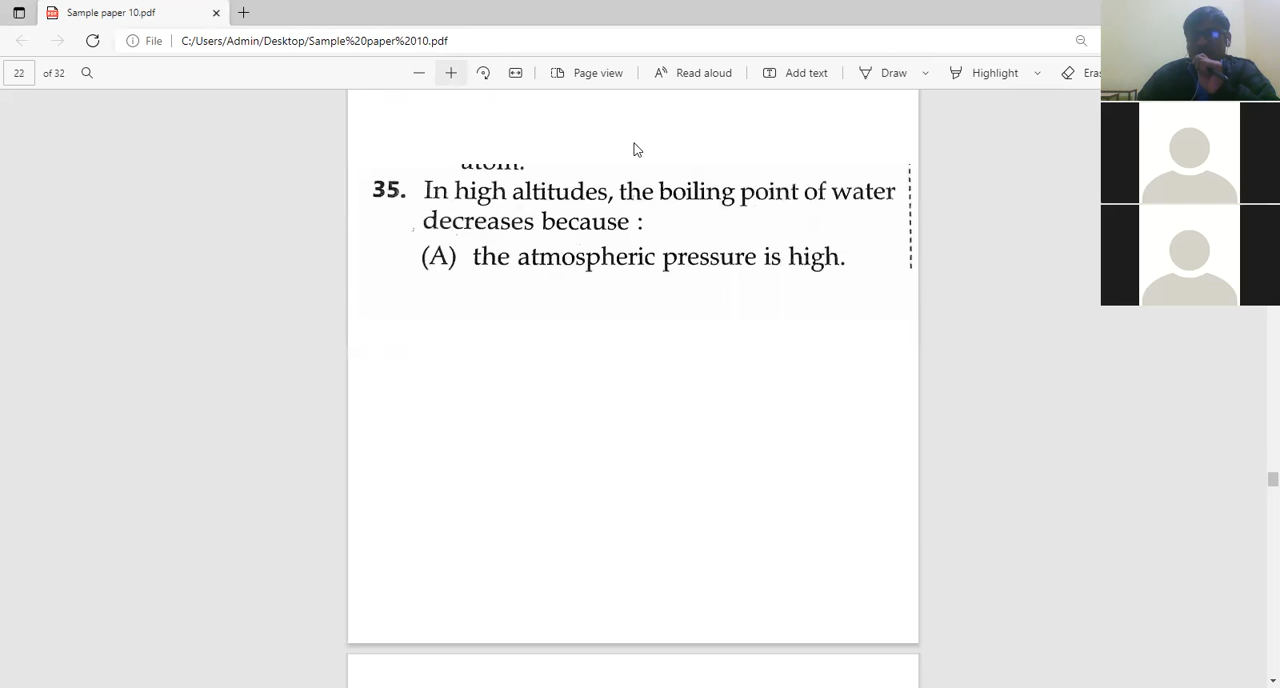 Sample paper 10.pdf
File C:/Users/Admin/Desktop/Sample%20paper%2010.pdf
22 of 32 Page view Read aloud Add text Draw Highlight
atom.
35. In high altitudes, the boiling point of water
decreases because :
(A) the atmospheric pressure is high.